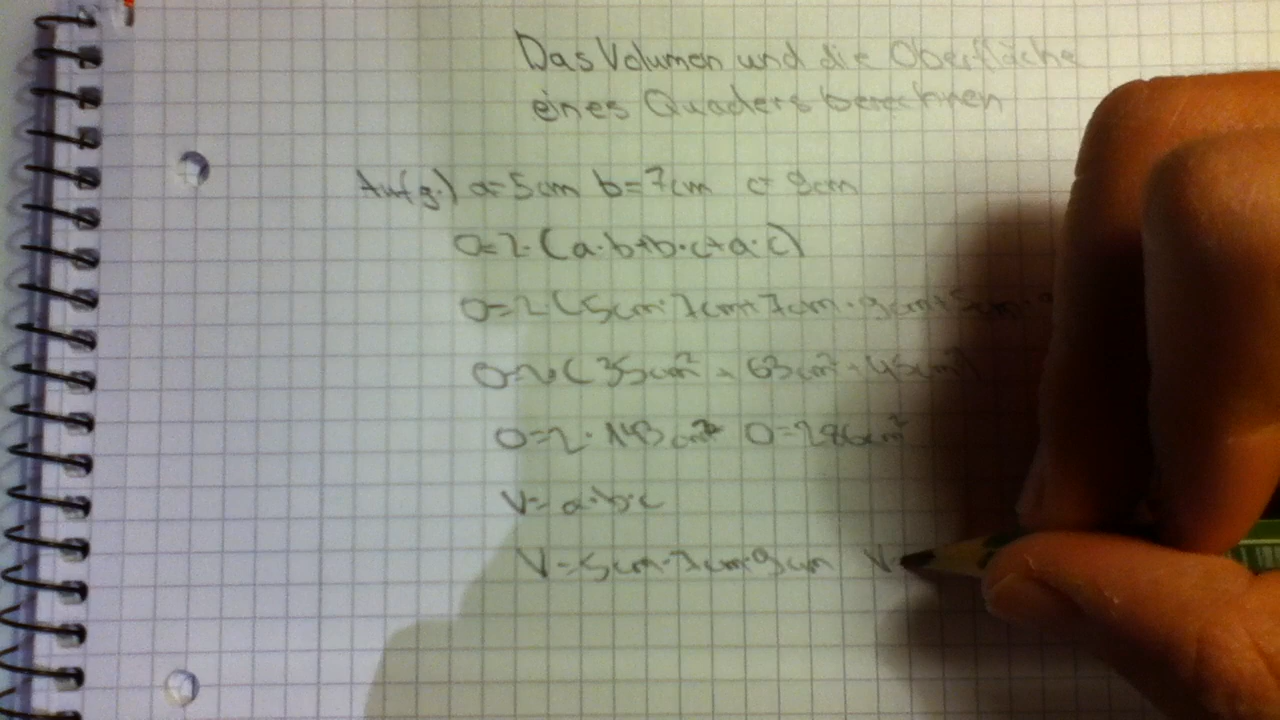 Das Volumen und die Oberfläche
eines Quaders berechnen
Aufg.) a=5cm b=7cm c=9cm
O=2·(a·b+b·c+a·c)
O=2(5cm·7cm+7cm·9cm+5cm·
O=2·(35cm²+63cm²+45cm²)
O=2·143cm² O=286cm²
V=a·b·c
V=5cm·7cm·9cm V=